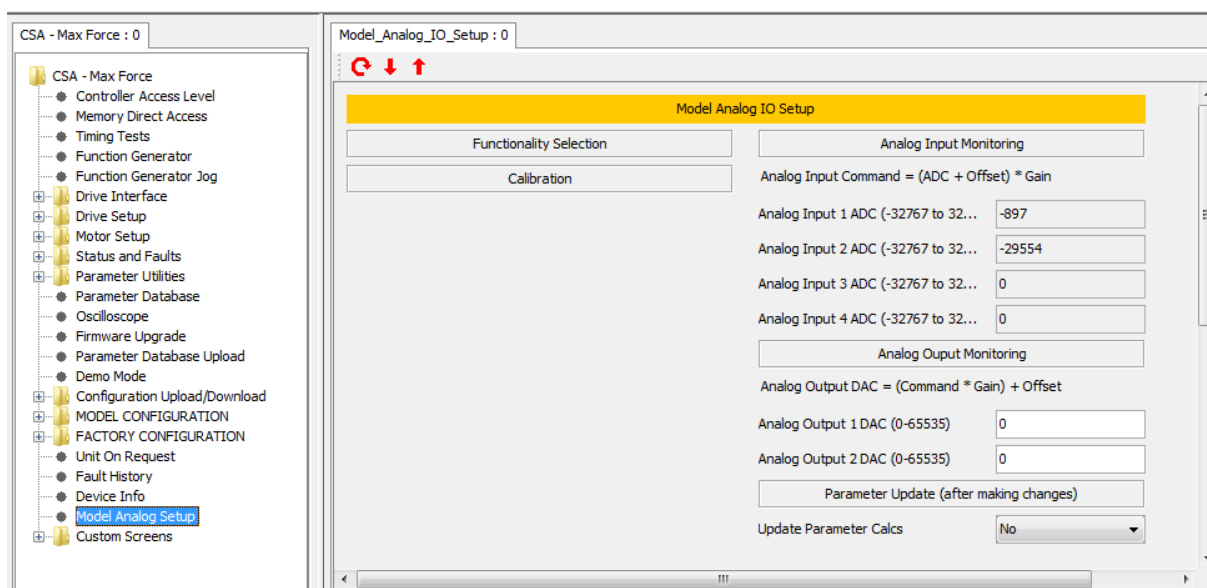 CSA - Max Force : 0
CSA - Max Force
Controller Access Level
Memory Direct Access
Timing Tests
Function Generator
Function Generator Jog
Drive Interface
Drive Setup
Motor Setup
Status and Faults
Parameter Utilities
Parameter Database
Oscilloscope
Firmware Upgrade
Parameter Database Upload
Demo Mode
Configuration Upload/Download
MODEL CONFIGURATION
FACTORY CONFIGURATION
Unit On Request
Fault History
Device Info
Model Analog Setup
Custom Screens
Model_Analog_IO_Setup : 0
Model Analog IO Setup
Functionality Selection
Calibration
Analog Input Monitoring
Analog Input Command = (ADC + Offset) * Gain
Analog Input 1 ADC (-32767 to 32... -897
Analog Input 2 ADC (-32767 to 32... -29554
Analog Input 3 ADC (-32767 to 32... 0
Analog Input 4 ADC (-32767 to 32... 0
Analog Ouput Monitoring
Analog Output DAC = (Command * Gain) + Offset
Analog Output 1 DAC (0-65535) 0
Analog Output 2 DAC (0-65535) 0
Parameter Update (after making changes)
Update Parameter Calcs No